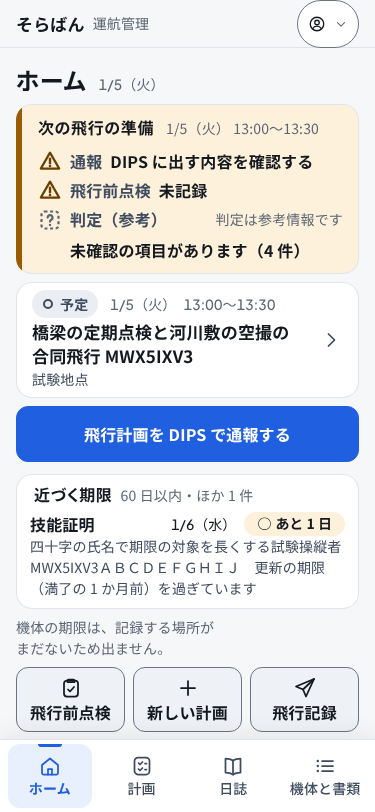 そらばん 運航管理
ホーム 1/5（火）
次の飛行の準備 1/5（火） 13:00〜13:30
通報 DIPS に出す内容を確認する
飛行前点検 未記録
判定（参考） 判定は参考情報です
未確認の項目があります（4 件）
予定 1/5（火） 13:00〜13:30
橋梁の定期点検と河川敷の空撮の
合同飛行 MWX5IXV3
試験地点
飛行計画を DIPS で通報する
近づく期限 60 日以内・ほか 1 件
技能証明 1/6（水） あと 1 日
四十字の氏名で期限の対象を長くする試験操縦者
MWX5IXV3ＡＢＣＤＥＦＧＨＩＪ　更新の期限
（満了の 1 か月前）を過ぎています
機体の期限は、記録する場所が
まだないため出ません。
飛行前点検 新しい計画 飛行記録
ホーム 計画 日誌 機体と書類